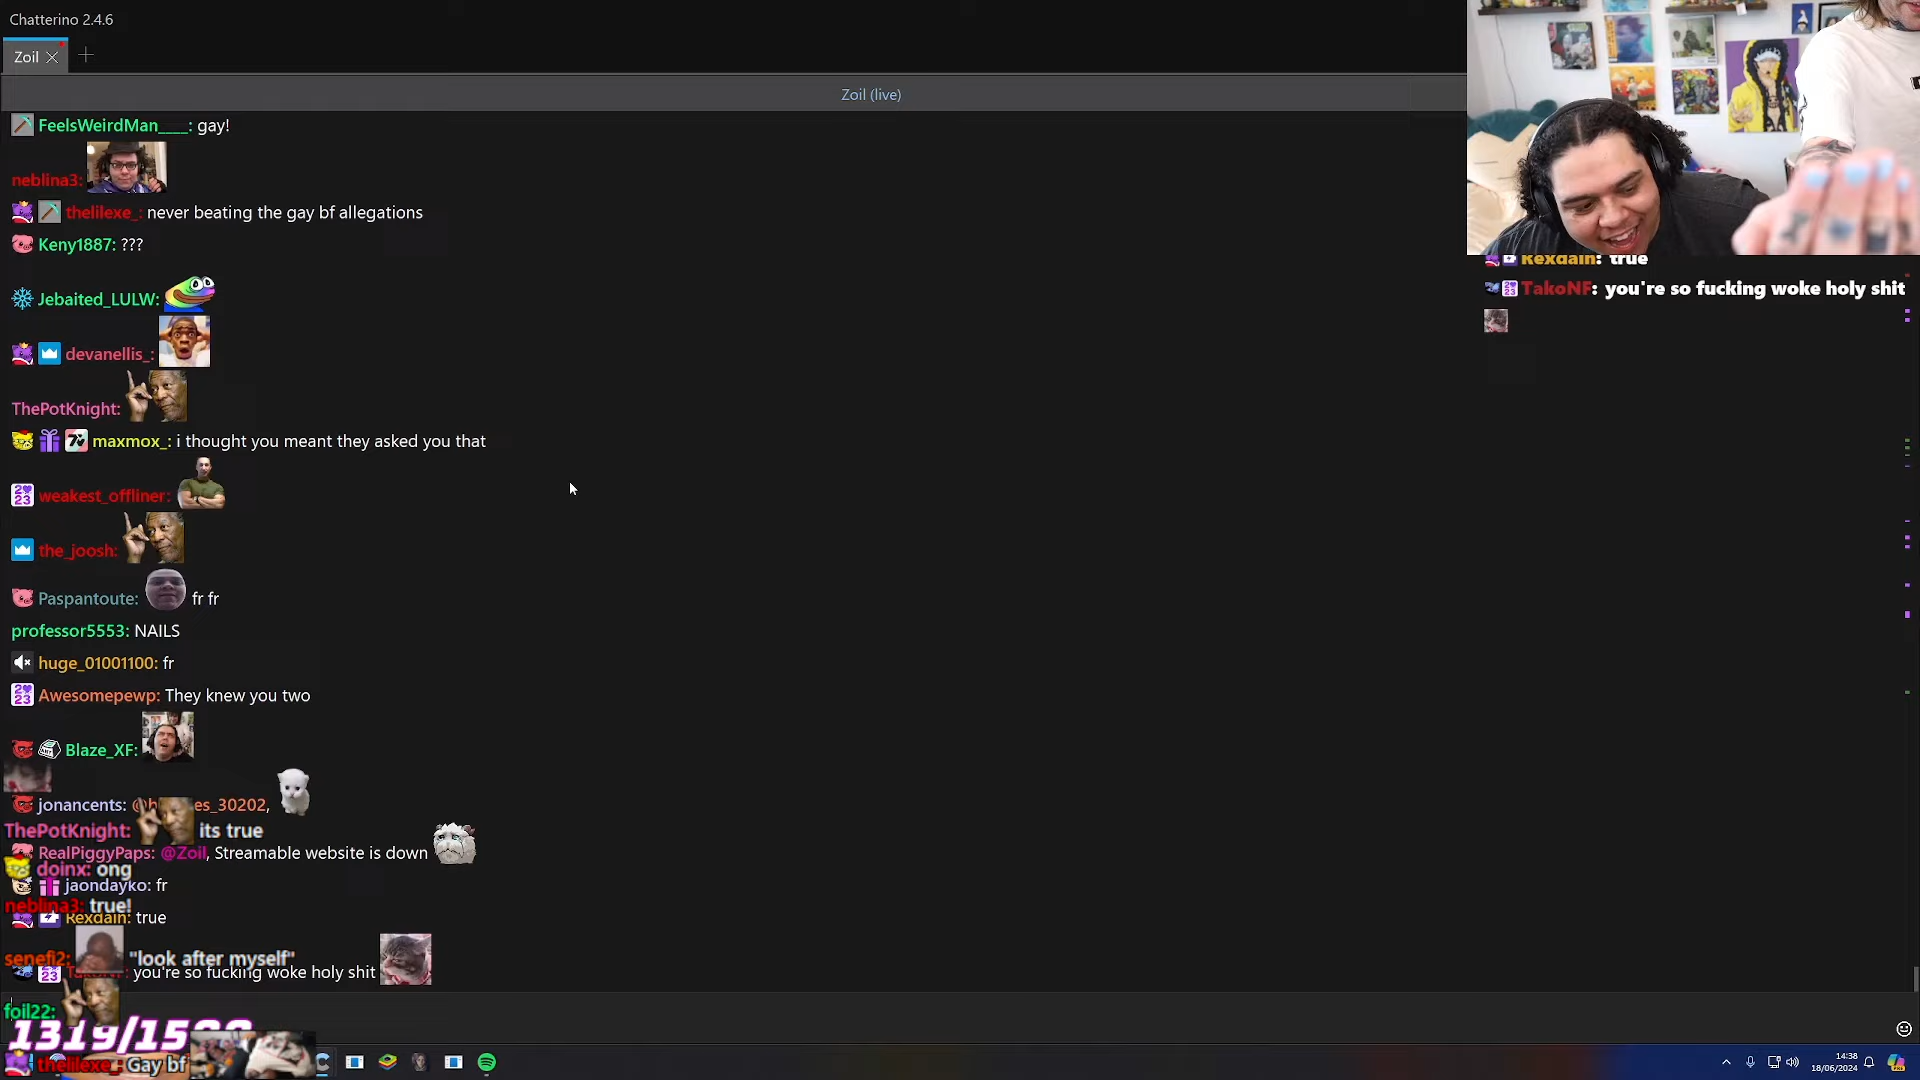 Chatterino 2.4.6
Zoil
Zoil (live)
FeelsWeirdMan____: gay!
neblina3:
thelilexe_: never beating the gay bf allegations
Keny1887: ???
Jebaited_LULW:
devanellis_:
ThePotKnight:
maxmox_: i thought you meant they asked you that
weakest_offliner:
the_joosh:
Paspantoute: fr fr
professor5553: NAILS
huge_01001100: fr
Awesomepewp: They knew you two
Blaze_XF:
jonancents: es_30202,
ThePotKnight: its true
RealPiggyPaps: @Zoil, Streamable website is down
doinx: ong
jaondayko: fr
neblina3: true!
Rexdain: true
senefi2: "look after myself"
you're so fucking woke holy shit
foil22:
1319/15
thelilexe_: Gay bf
Rexdain: true
TakoNF: you're so fucking woke holy shit
14:38
18/06/2024